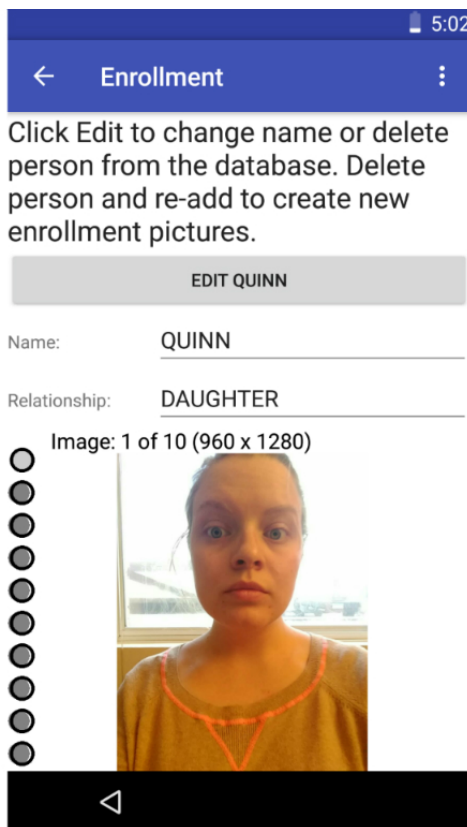 5:02
Enrollment
Click Edit to change name or delete
person from the database. Delete
person and re-add to create new
enrollment pictures.
EDIT QUINN
Name: QUINN
Relationship: DAUGHTER
Image: 1 of 10 (960 x 1280)